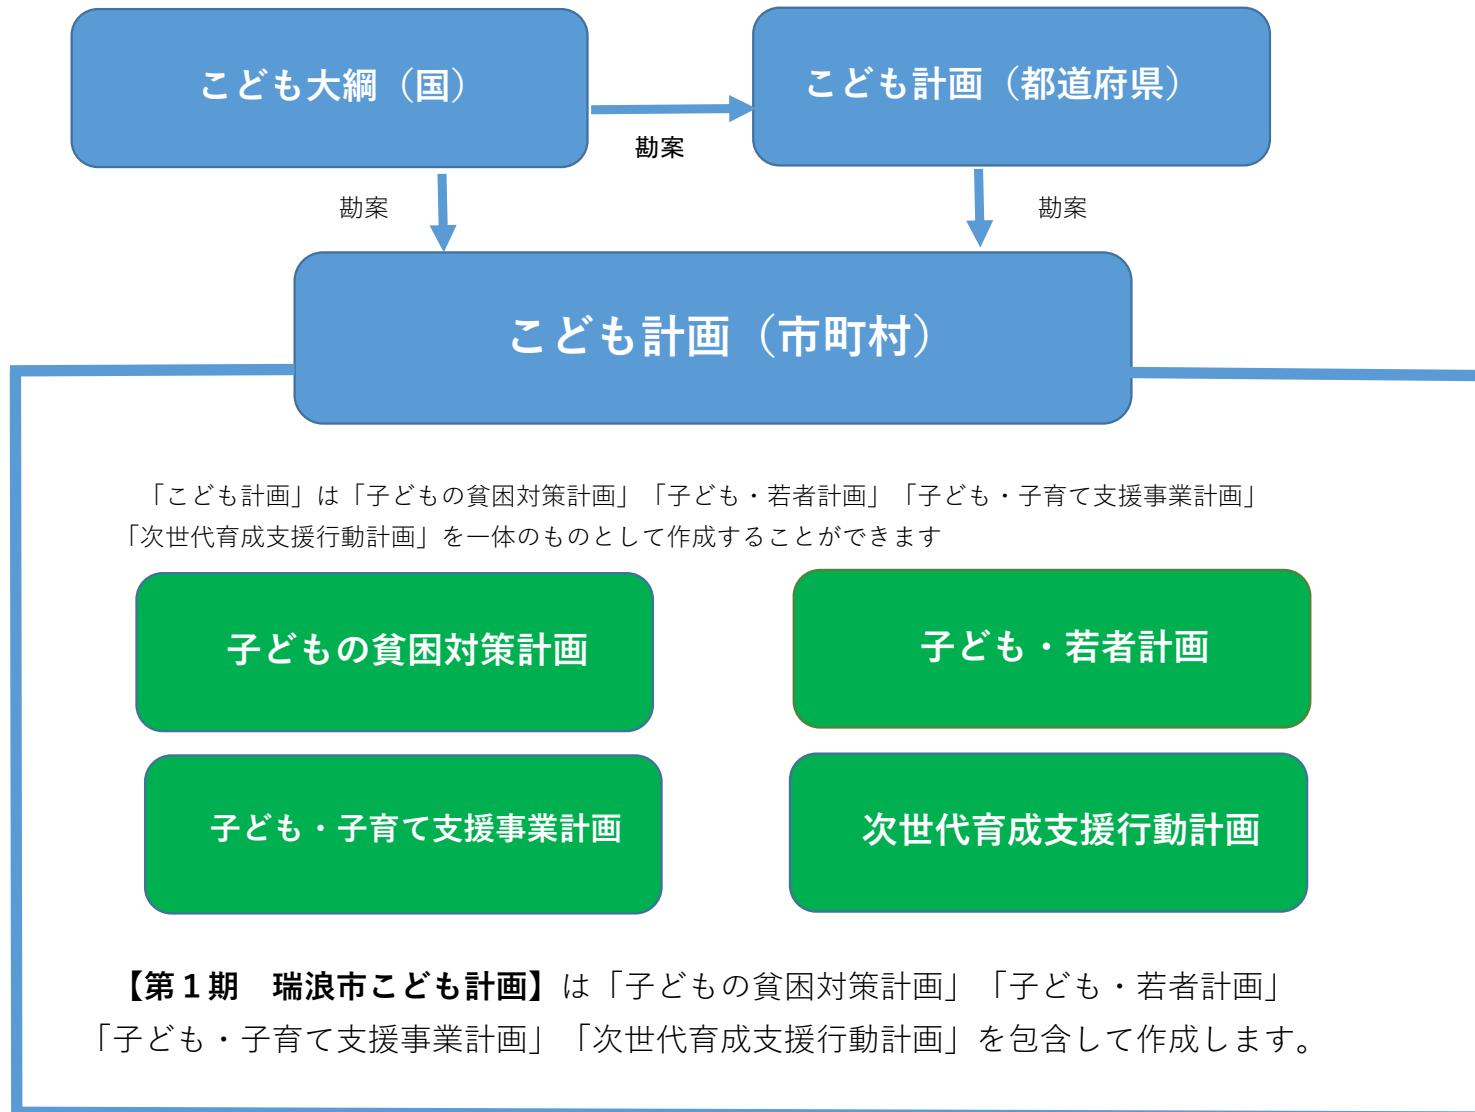 こども大綱（国）
こども計画（都道府県）
勘案
勘案
勘案
こども計画（市町村）
「こども計画」は「子どもの貧困対策計画」「子ども・若者計画」「子ども・子育て支援事業計画」
「次世代育成支援行動計画」を一体のものとして作成することができます
子どもの貧困対策計画
子ども・若者計画
子ども・子育て支援事業計画
次世代育成支援行動計画
【第１期　瑞浪市こども計画】は「子どもの貧困対策計画」「子ども・若者計画」
「子ども・子育て支援事業計画」「次世代育成支援行動計画」を包含して作成します。